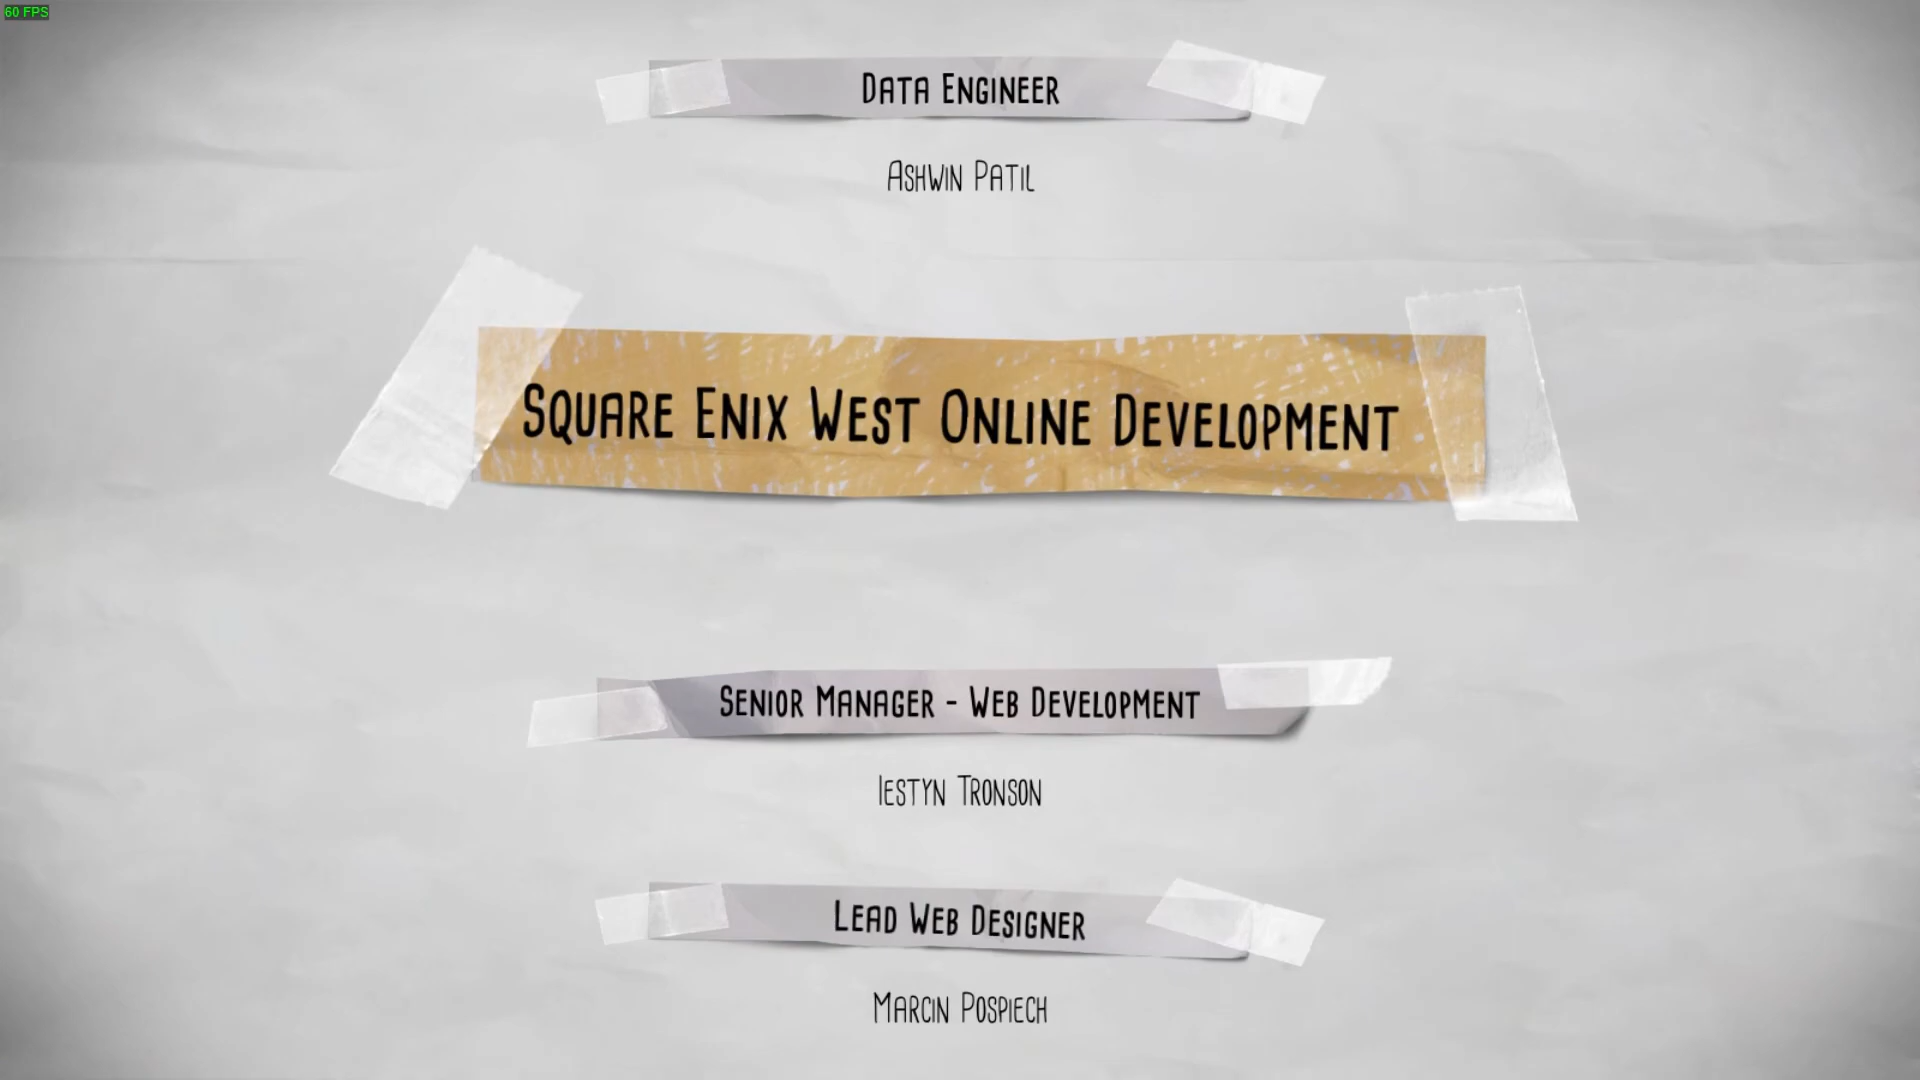 60 FPS
Data Engineer
Ashwin Patil
Square Enix West Online Development
Senior Manager - Web Development
Iestyn Tronson
Lead Web Designer
Marcin Pospiech